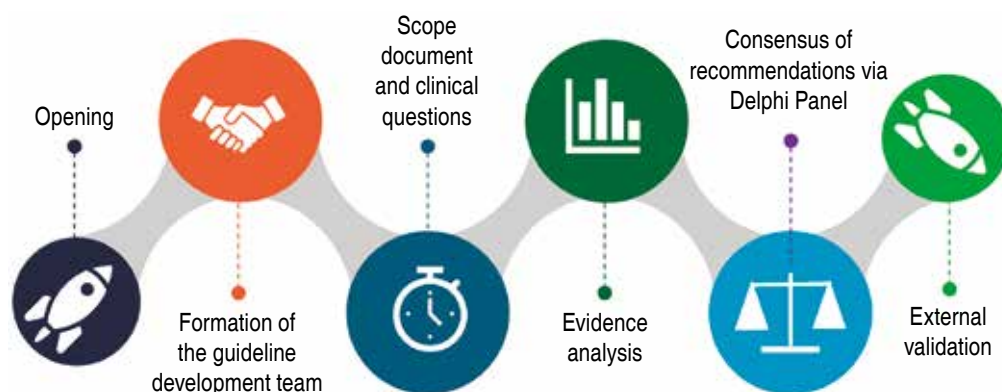 Opening
Formation of
the guideline
development team
Scope
document
and clinical
questions
Evidence
analysis
Consensus of
recommendations via
Delphi Panel
External
validation